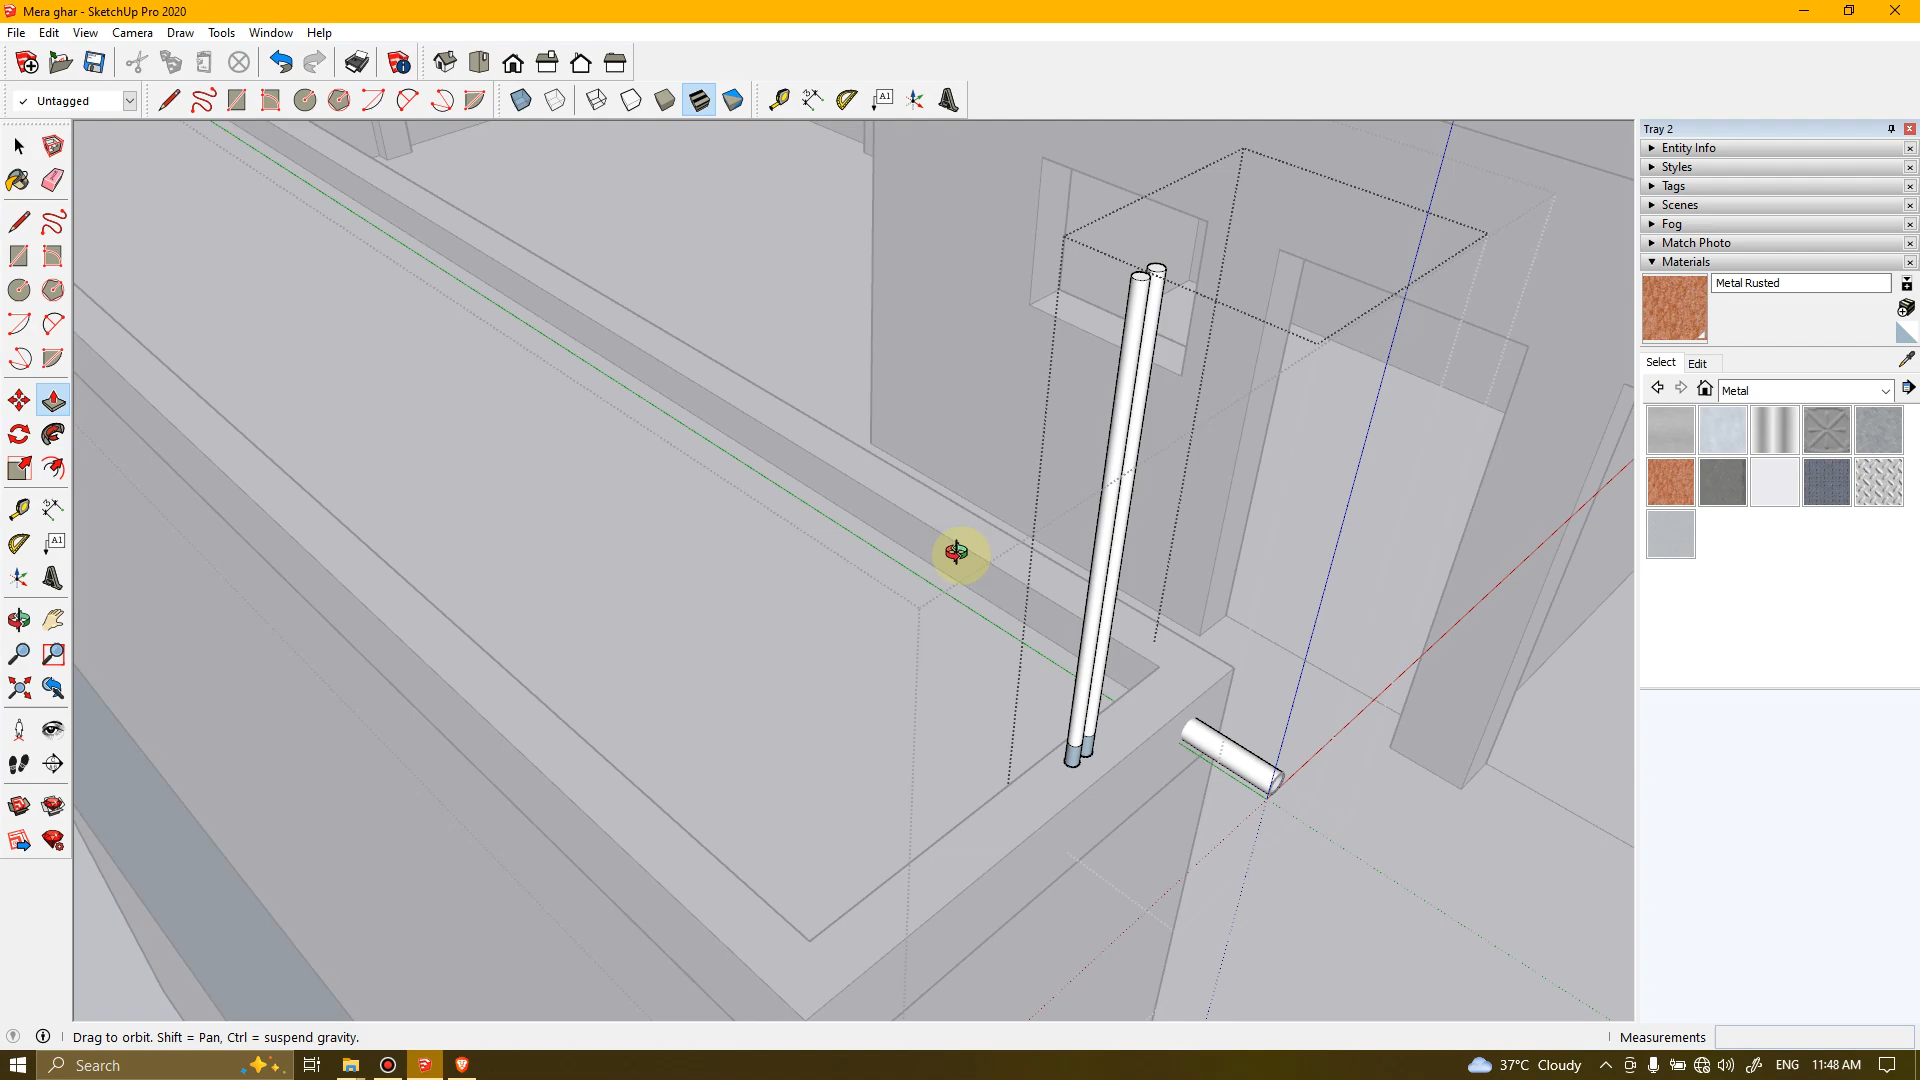 Mera ghar - SketchUp Pro 2020
File Edit View Camera Draw Tools Window Help
Untagged
A1
Tray 2
Entity Info
Styles
Tags
Scenes
Fog
Match Photo
Materials
Metal Rusted
Select Edit
Metal
A1
Drag to orbit. Shift = Pan, Ctrl = suspend gravity.
Measurements
Search
37°C Cloudy
ENG
11:48 AM